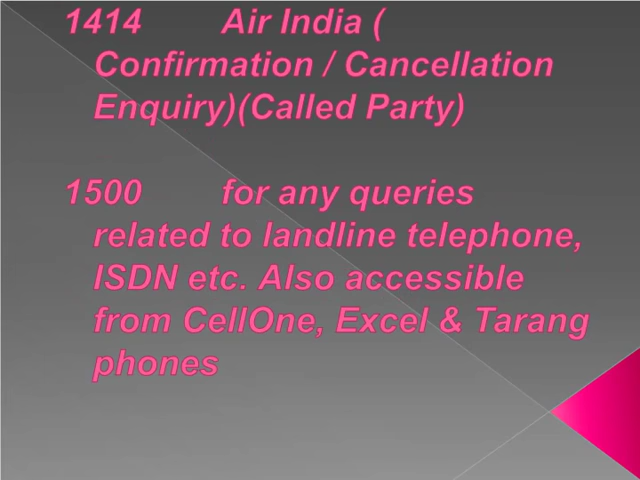 1414 Air India (
Confirmation / Cancellation
Enquiry)(Called Party)
1500 for any queries
related to landline telephone,
ISDN etc. Also accessible
from CellOne, Excel & Tarang
phones